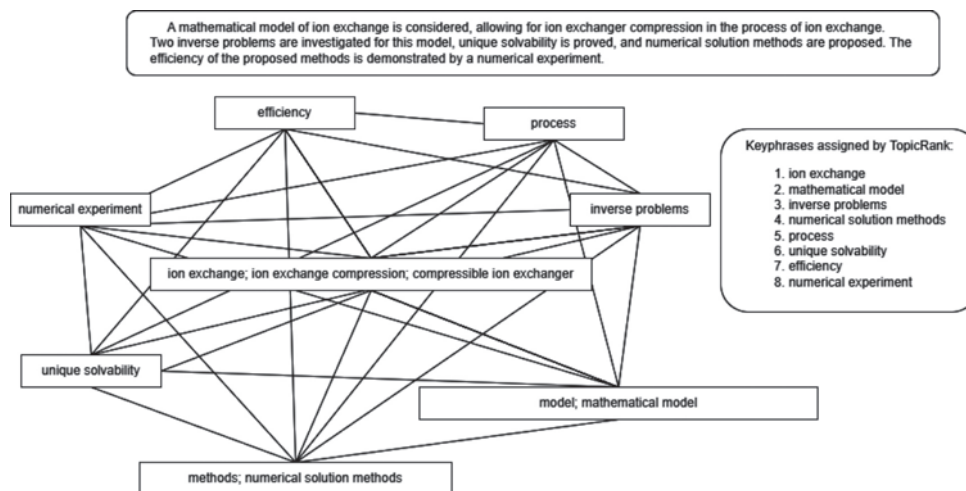 A mathematical model of ion exchange is considered, allowing for ion exchanger compression in the process of ion exchange.
Two inverse problems are investigated for this model, unique solvability is proved, and numerical solution methods are proposed. The
efficiency of the proposed methods is demonstrated by a numerical experiment.
efficiency
process
Keyphrases assigned by TopicRank:
1. ion exchange
2. mathematical model
3. inverse problems
4. numerical solution methods
5. process
6. unique solvability
7. efficiency
8. numerical experiment
numerical experiment
inverse problems
ion exchange; ion exchange compression; compressible ion exchanger
unique solvability
model; mathematical model
methods; numerical solution methods